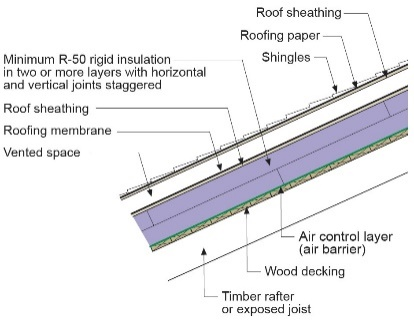 Roof sheathing
Roofing paper
Shingles
Minimum R-50 rigid insulation
in two or more layers with horizontal
and vertical joints staggered
Roof sheathing
Roofing membrane
Vented space
Air control layer
(air barrier)
Wood decking
Timber rafter
or exposed joist